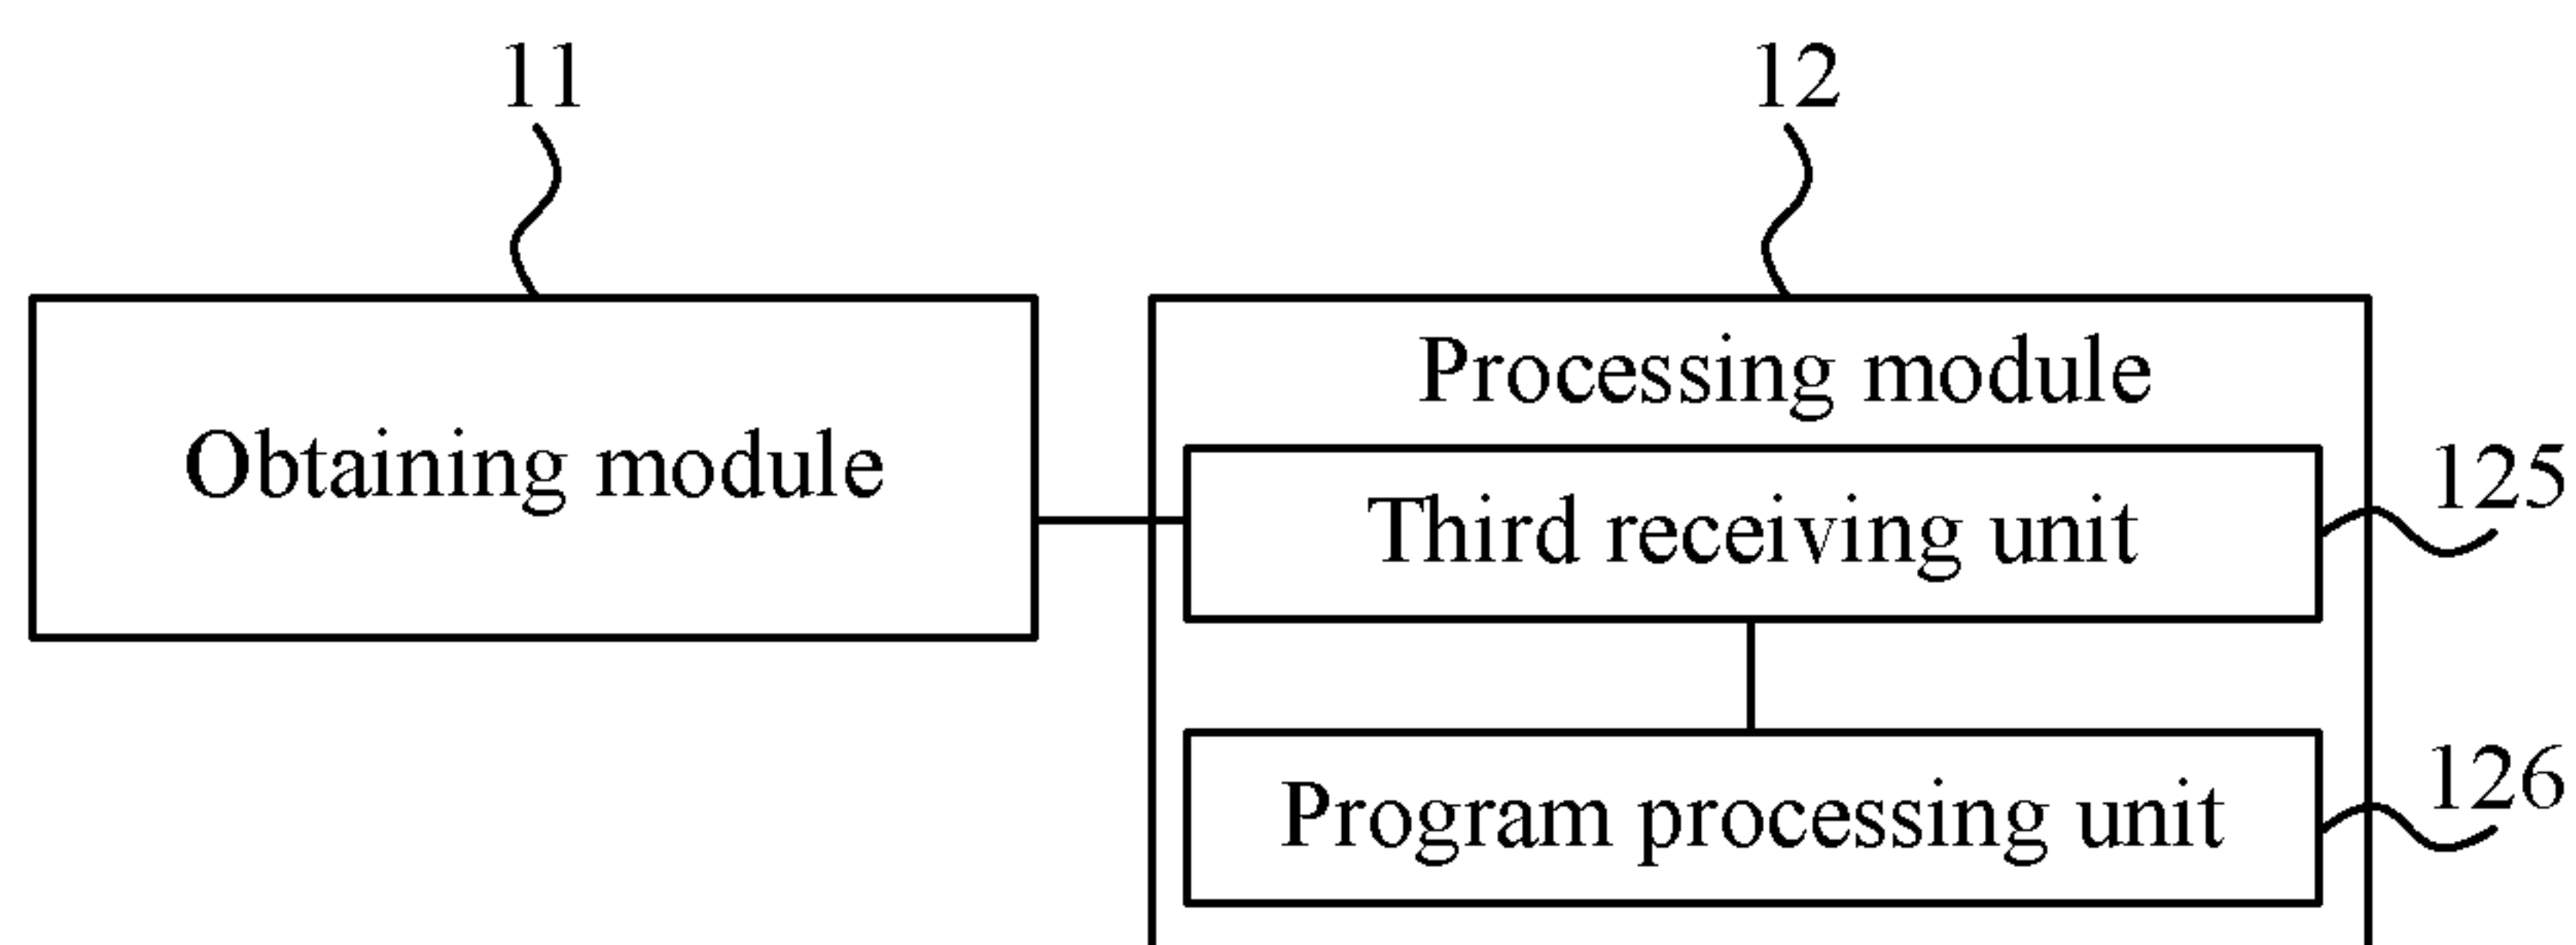 11
12
Obtaining module
Processing module
Third receiving unit
125
Program processing unit
126